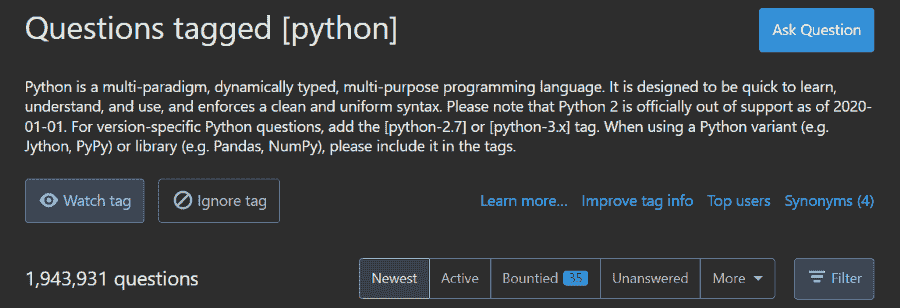 Questions tagged [python]
Ask Question
Python is a multi-paradigm, dynamically typed, multi-purpose programming language. It is designed to be quick to learn,
understand, and use, and enforces a clean and uniform syntax. Please note that Python 2 is officially out of support as of 2020-
01-01. For version-specific Python questions, add the [python-2.7] or [python-3.x] tag. When using a Python variant (e.g.
Jython, PyPy) or library (e.g. Pandas, NumPy), please include it in the tags.
Watch tag Ignore tag Learn more... Improve tag info Top users Synonyms (4)
1,943,931 questions Newest Active Bountied 35 Unanswered More Filter